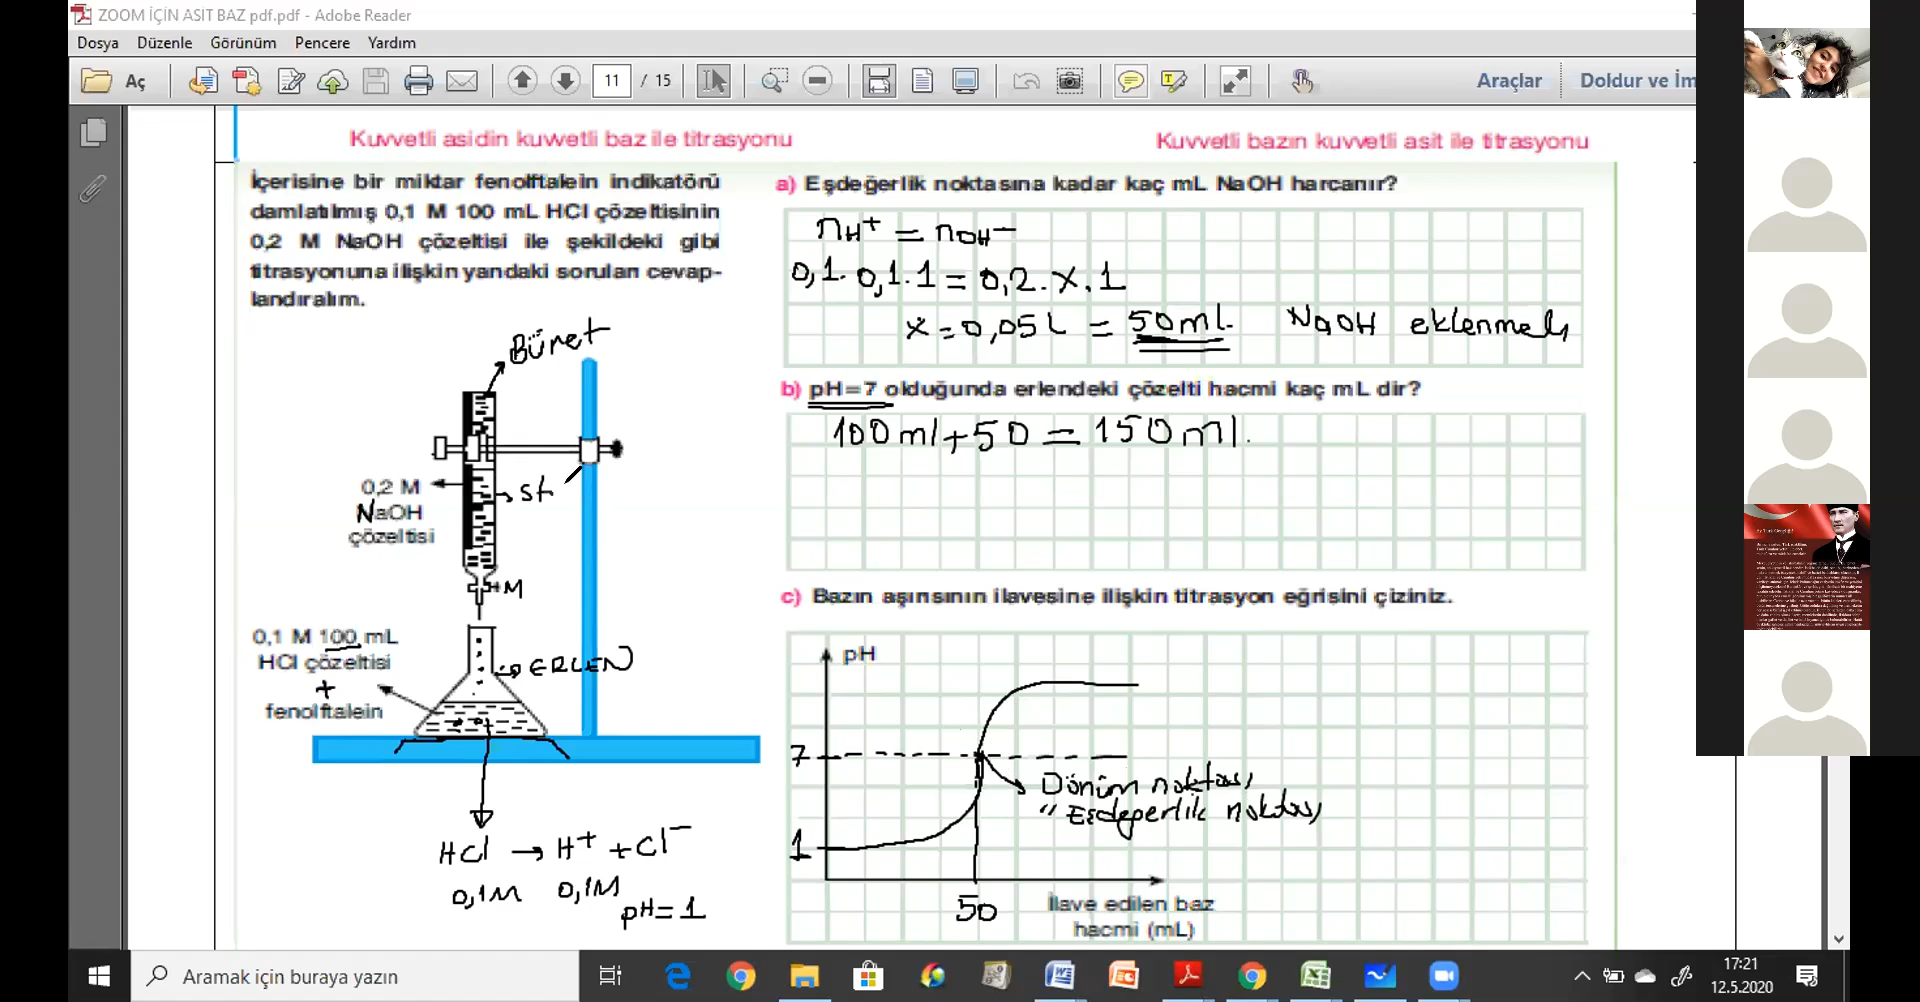 ZOOM İÇİN ASİT BAZ pdf.pdf - Adobe Reader
Dosya Düzenle Görünüm Pencere Yardım
Aç 11 / 15 Araçlar Doldur ve İm
Kuvvetli asidin kuvvetli baz ile titrasyonu
Kuvvetli bazın kuvvetli asit ile titrasyonu
İçerisine bir miktar fenolftalein indikatörü
damlatılmış 0,1 M 100 mL HCl çözeltisinin
0,2 M NaOH çözeltisi ile şekildeki gibi
titrasyonuna ilişkin yandaki soruları cevap-
landıralım.
Büret
0,2 M
NaOH
çözeltisi
st
M
0,1 M 100 mL
HCl çözeltisi
+
fenolftalein
ERLEN
HCl → H+ + Cl−
0,1M 0,1M
pH=1
a) Eşdeğerlik noktasına kadar kaç mL NaOH harcanır?
nH+ = nOH−
0,1. 0,1.1 = 0,2. x. 1
x = 0,05 L = 50 ml. NaOH eklenmeli
b) pH=7 olduğunda erlendeki çözelti hacmi kaç mL dir?
100 ml + 50 = 150 ml.
c) Bazın aşırısının ilavesine ilişkin titrasyon eğrisini çiziniz.
pH
7
Dönüm noktası
" Eşdeğerlik noktası
1
50
İlave edilen baz
hacmi (mL)
Aramak için buraya yazın
17:21
12.5.2020